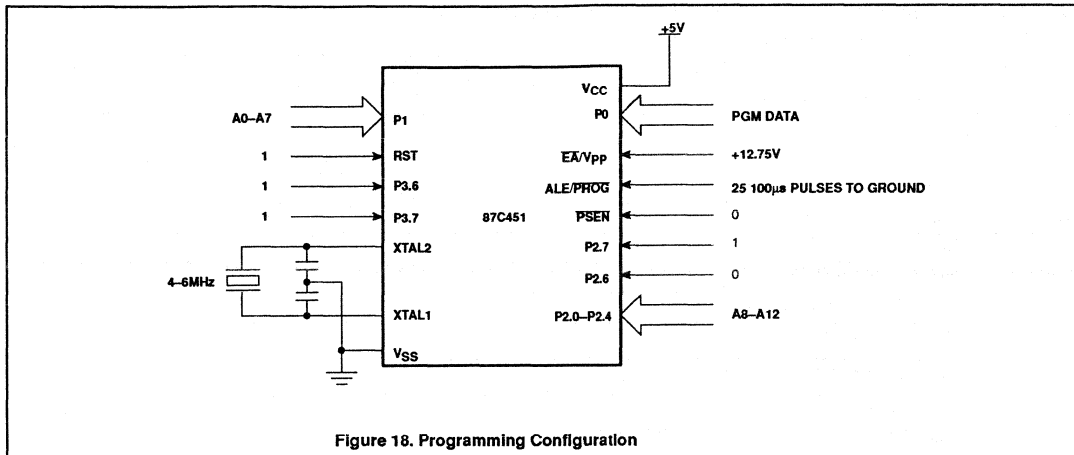 +5V
VCC
A0–A7
P1
P0
PGM DATA
1
RST
EA/VPP
+12.75V
1
P3.6
ALE/PROG
25 100µs PULSES TO GROUND
1
P3.7
87C451
PSEN
0
XTAL2
P2.7
1
4–6MHz
P2.6
0
XTAL1
P2.0–P2.4
A8–A12
VSS
Figure 18. Programming Configuration